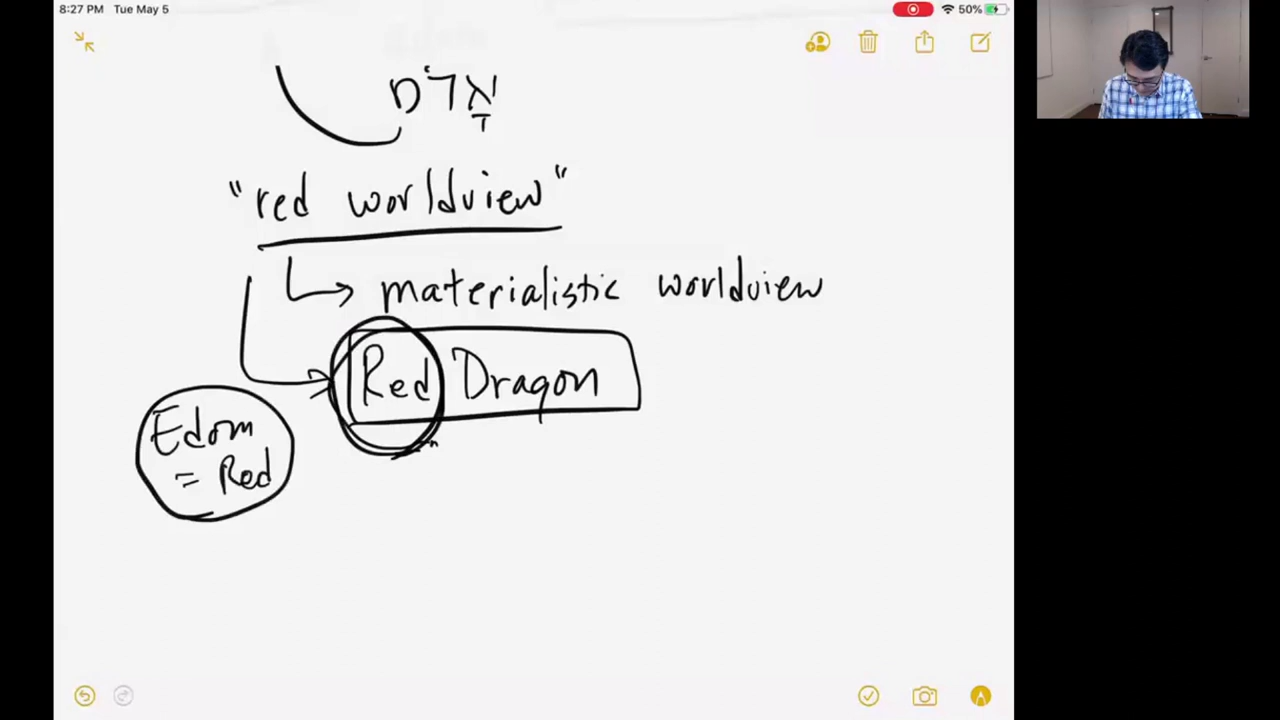 8:27 PM Tue May 5 50%
אָדֹם
"red worldview"
materialistic worldview
Red Dragon
Edom
= Red